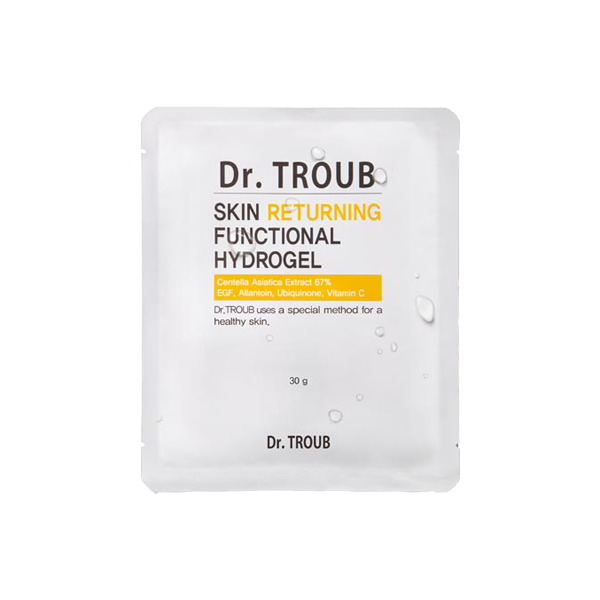 Dr. TROUB
SKIN RETURNING
FUNCTIONAL
HYDROGEL
Centella Asiatica Extract 67%
EGF, Allantoin, Ubiquinone, Vitamin C
Dr.TROUB uses a special method for a
healthy skin.
30 g
Dr. TROUB